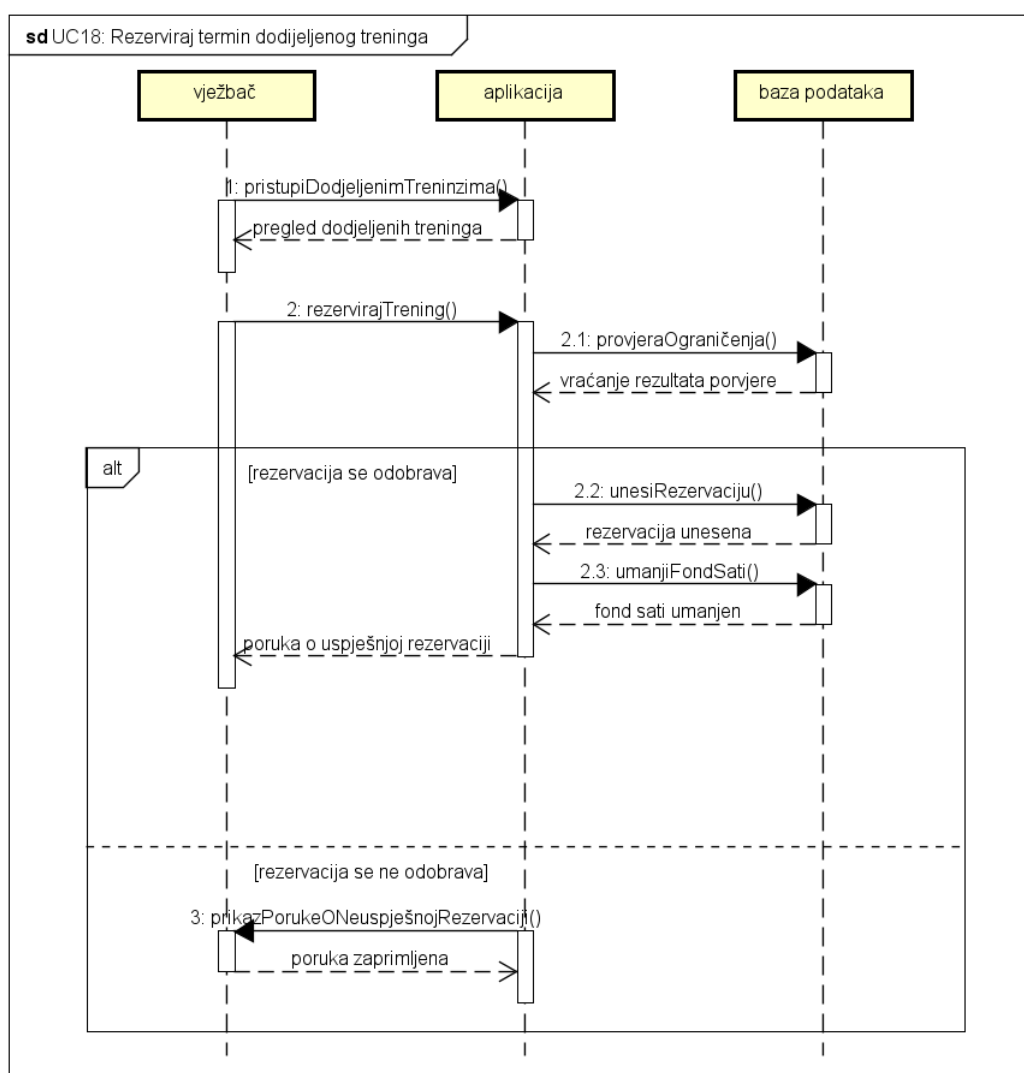 sd UC18: Rezerviraj termin dodijeljenog treninga
vježbač
aplikacija
baza podataka
1: pristupiDodjeljenimTreninzima()
pregled dodjeljenih treninga
2: rezervirajTrening()
2.1: provjeraOgraničenja()
vraćanje rezultata porvjere
alt
[rezervacija se odobrava]
2.2: unesiRezervaciju()
rezervacija unesena
2.3: umanjiFondSati()
fond sati umanjen
poruka o uspješnjoj rezervaciji
[rezervacija se ne odobrava]
3: prikazPorukeONeuspješnojRezervaciji()
poruka zaprimljena